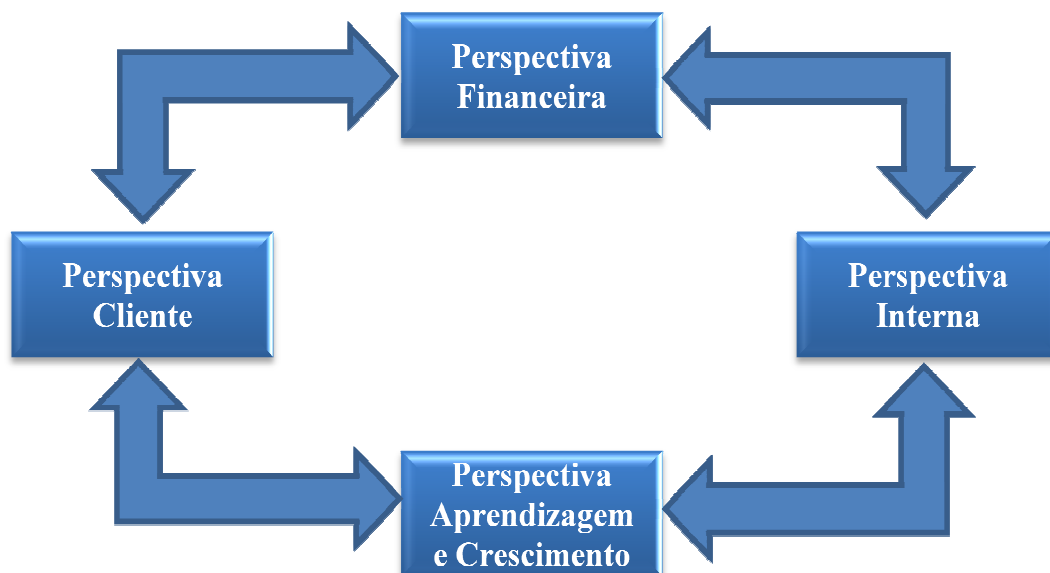 Perspectiva
Financeira
Perspectiva
Cliente
Perspectiva
Interna
Perspectiva
Aprendizagem
e Crescimento